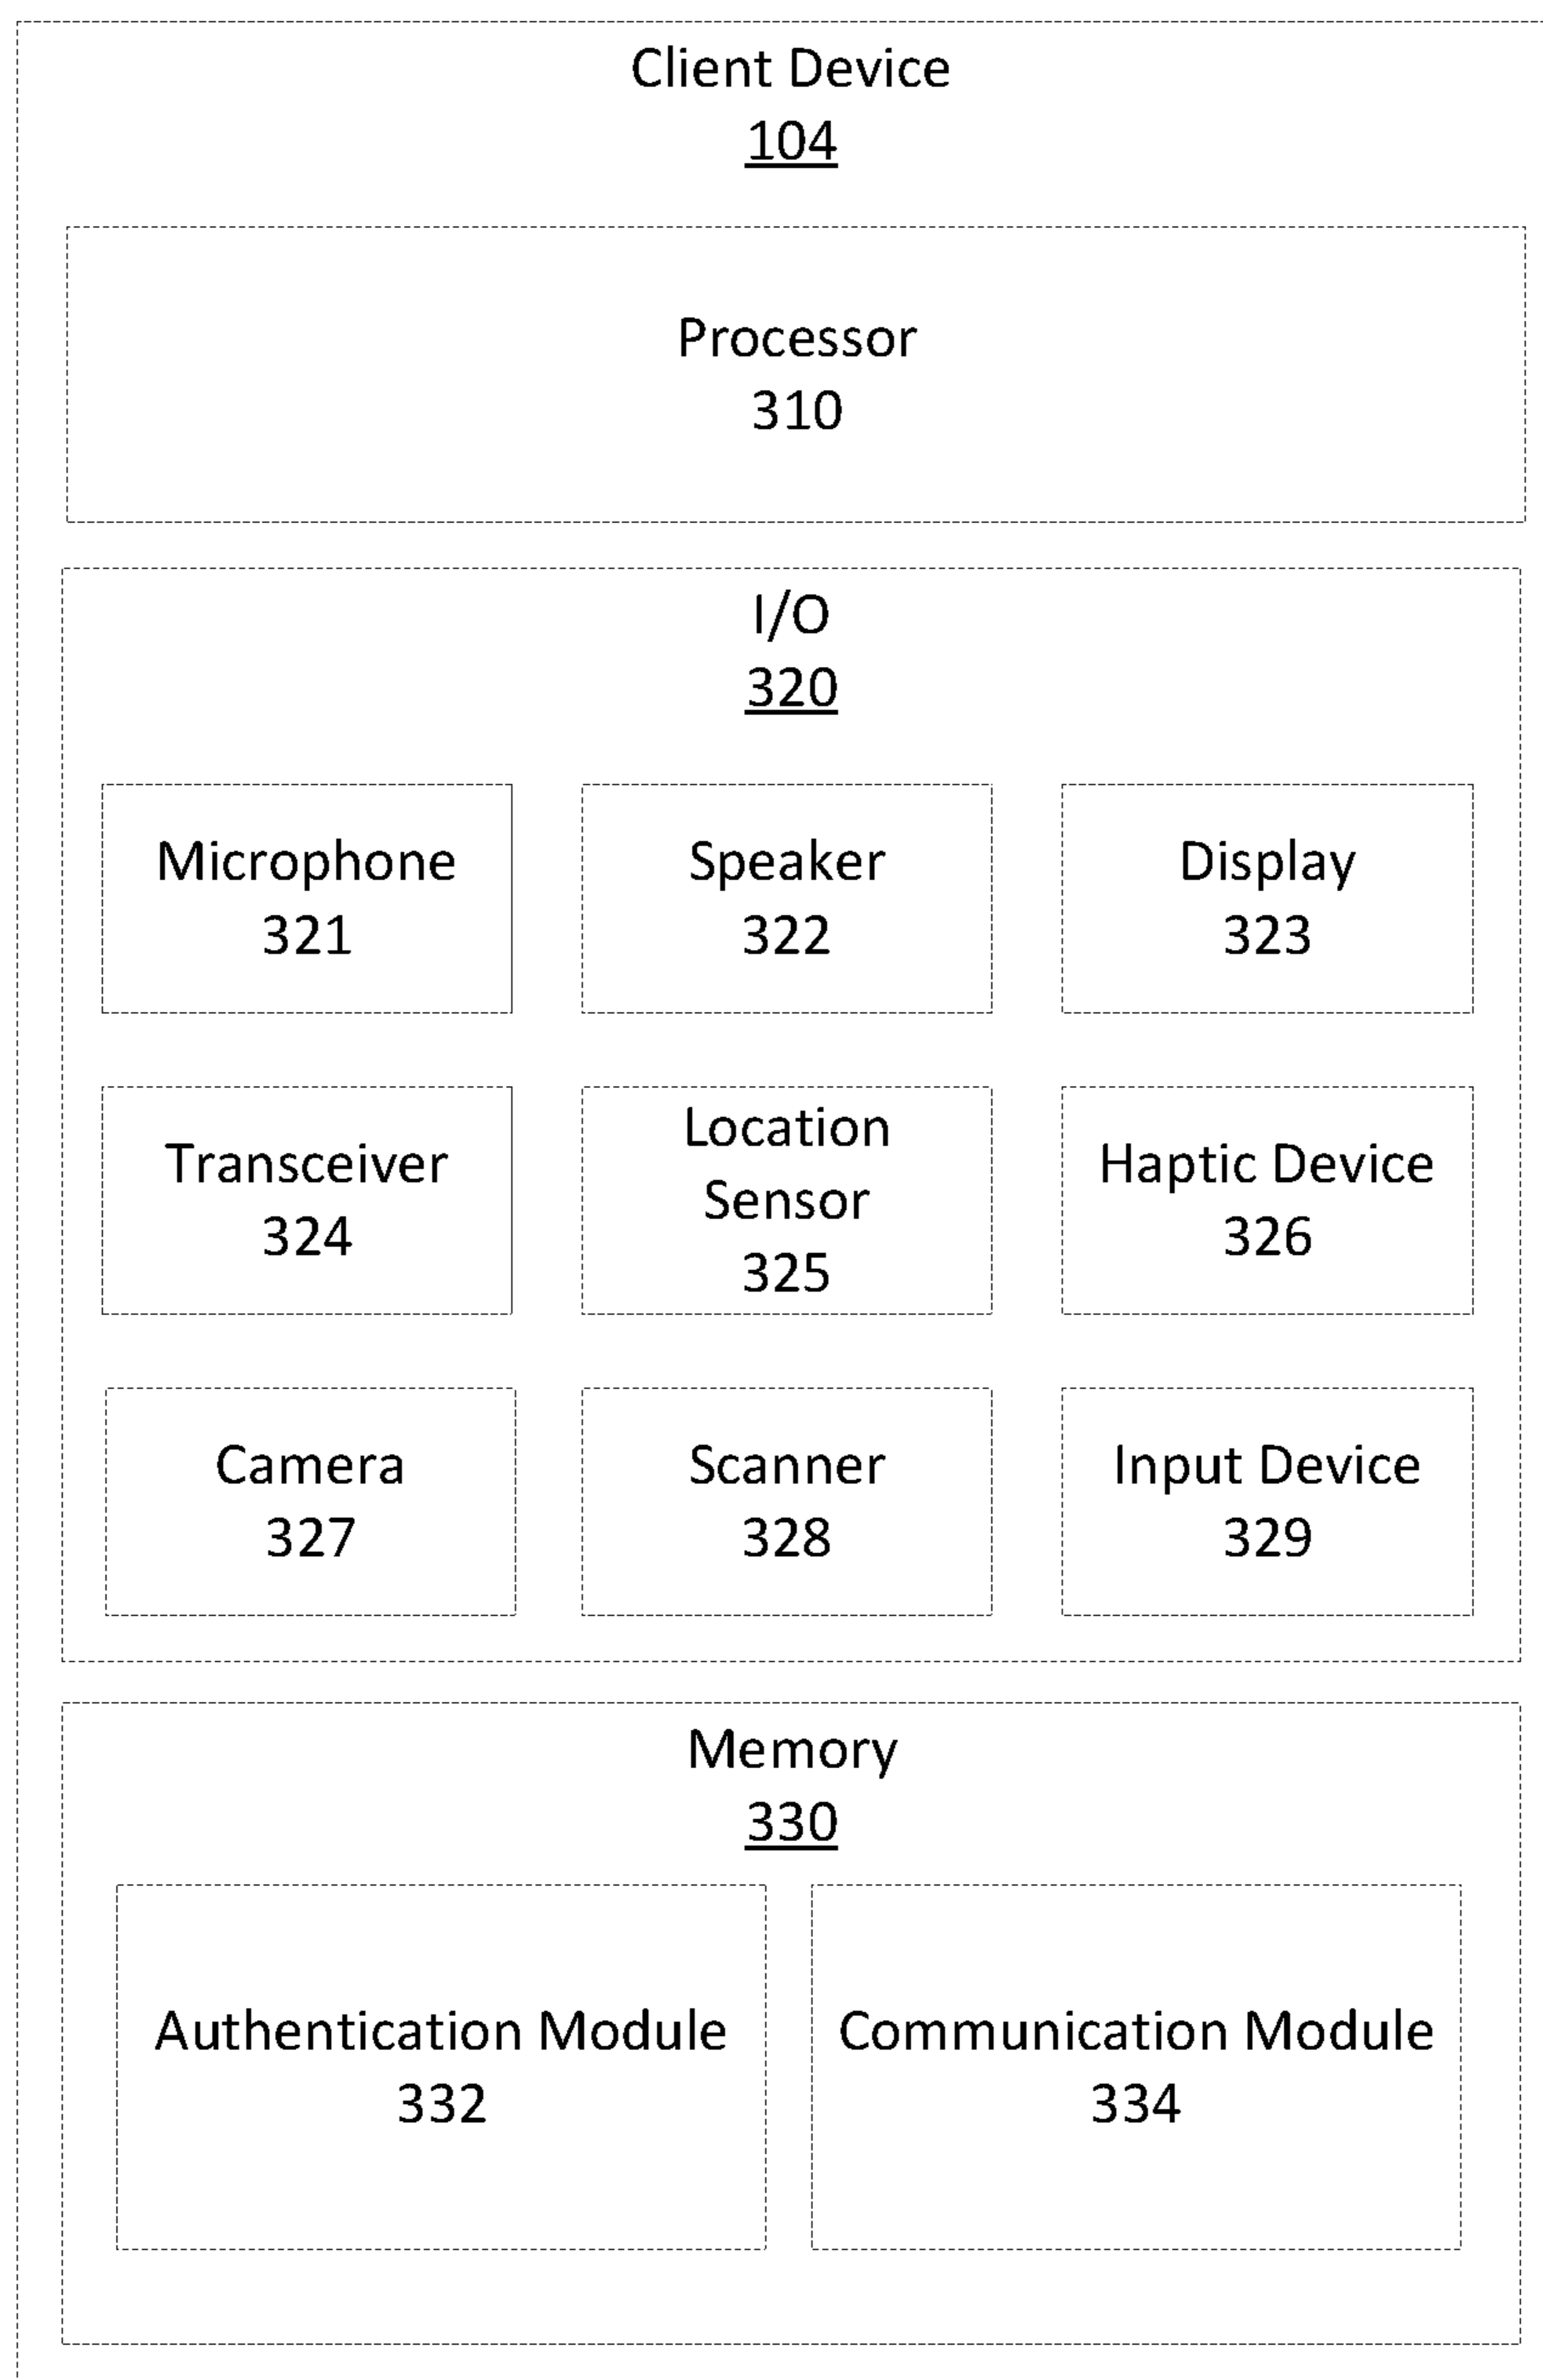 Client Device
104
Processor
310
I/O
320
Microphone
321
Speaker
322
Display
323
Transceiver
324
Location
Sensor
325
Haptic Device
326
Camera
327
Scanner
328
Input Device
329
Memory
330
Authentication Module
332
Communication Module
334